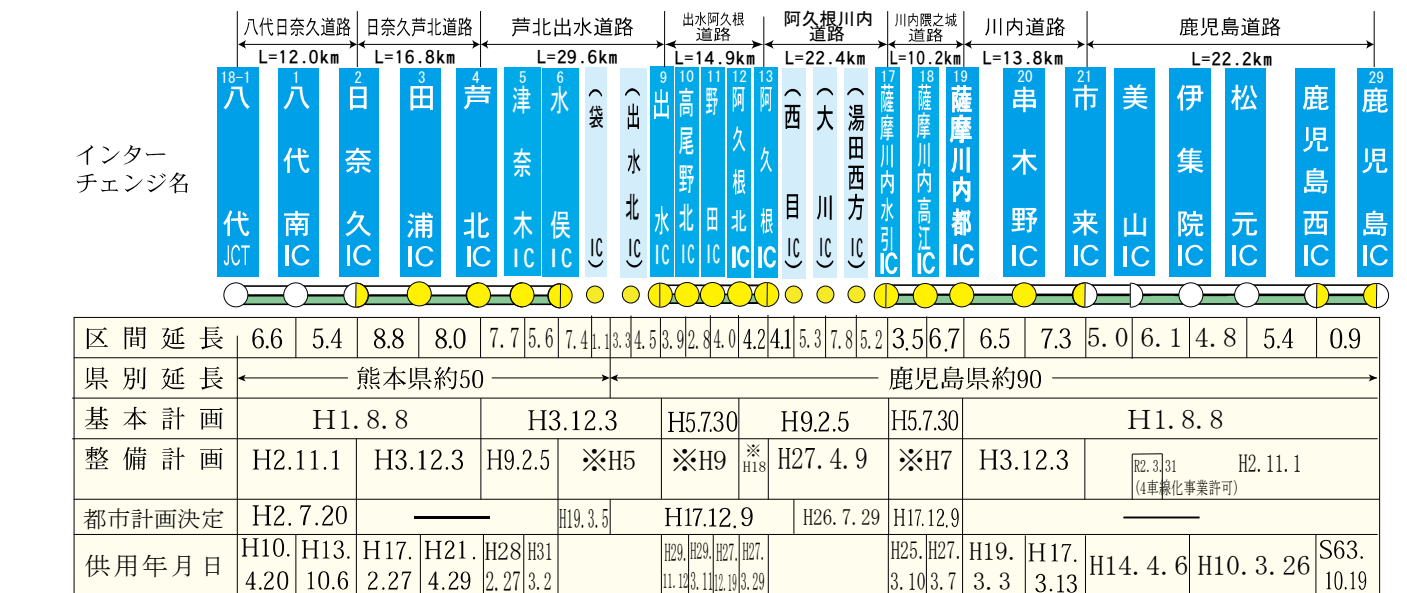 八代日奈久道路 日奈久芦北道路 芦北出水道路 出水阿久根道路 阿久根川内道路 川内隈之城道路 川内道路 鹿児島道路
L=12.0km L=16.8km L=29.6km L=14.9km L=22.4km L=10.2km L=13.8km L=22.2km
インターチェンジ名
18-1 八代JCT
1 八代南IC
2 日奈久IC
3 田浦IC
4 芦北IC
5 津奈木IC
6 水俣IC
(袋IC)
(出水北IC)
9 出水IC
10 高尾野北IC
11 野田IC
12 阿久根北IC
13 阿久根IC
(西目IC)
(大川IC)
(湯田西方IC)
17 薩摩川内水引IC
18 薩摩川内高江IC
19 薩摩川内都IC
20 串木野IC
21 市来IC
美山IC
伊集院IC
松元IC
鹿児島西IC
29 鹿児島IC
区間延長 6.6 5.4 8.8 8.0 7.7 5.6 7.4 1.1 3.3 4.5 3.9 2.8 4.0 4.2 4.1 5.3 7.8 5.2 3.5 6.7 6.5 7.3 5.0 6.1 4.8 5.4 0.9
県別延長 熊本県約50 鹿児島県約90
基本計画 H1.8.8 H3.12.3 H5.7.30 H9.2.5 H5.7.30 H1.8.8
整備計画 H2.11.1 H3.12.3 H9.2.5 ※H5 ※H9 ※H18 H27.4.9 ※H7 H3.12.3 R2.3.31 (4車線化事業許可) H2.11.1
都市計画決定 H2.7.20 ―― H19.3.5 H17.12.9 H26.7.29 H17.12.9 ――
供用年月日 H10.4.20 H13.10.6 H17.2.27 H21.4.29 H28 2.27 H31 3.2 H29.11.12 H29.3.11 H27.12.19 H27.3.29 H25.3.10 H27.3.7 H19.3.3 H17.3.13 H14.4.6 H10.3.26 S63.10.19